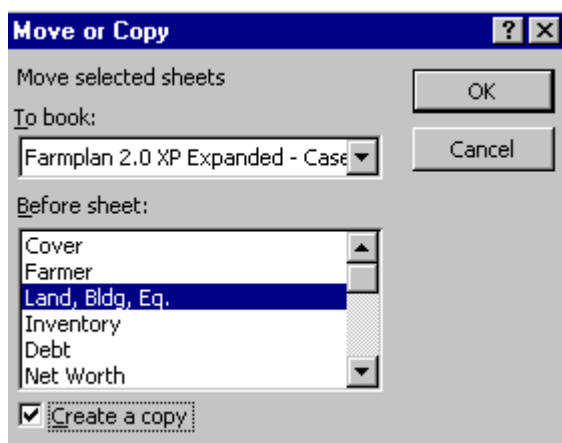 Move or Copy
Move selected sheets
OK
To book:
Farmplan 2.0 XP Expanded - Case
Cancel
Before sheet:
Cover
Farmer
Land, Bldg, Eq.
Inventory
Debt
Net Worth
Create a copy